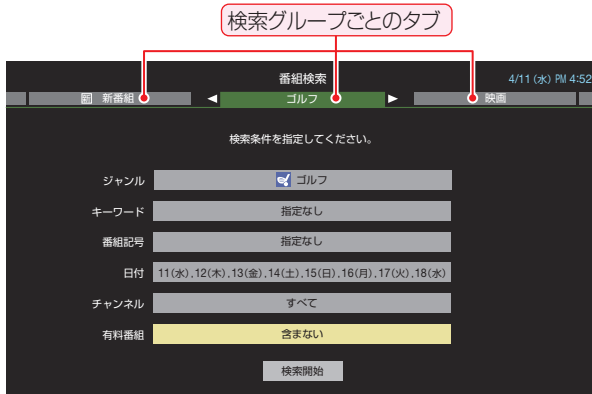 検索グループごとのタブ
番組検索 4/11 (水) PM 4:52
新番組 ◀ ゴルフ ▶ 映画
検索条件を指定してください。
ジャンル ゴルフ
キーワード 指定なし
番組記号 指定なし
日付 11(水),12(木),13(金),14(土),15(日),16(月),17(火),18(水)
チャンネル すべて
有料番組 含まない
検索開始